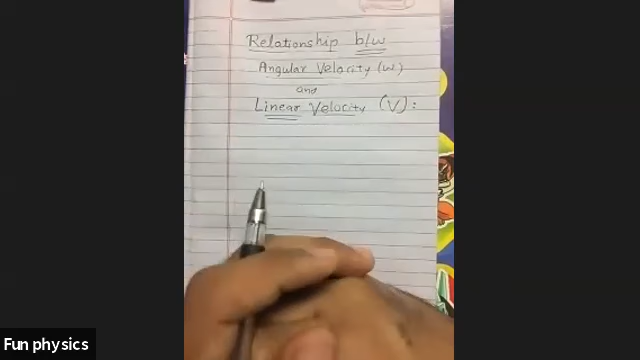 Relationship b/w
Angular Velocity (w)
and
Linear Velocity (V) :
Fun physics